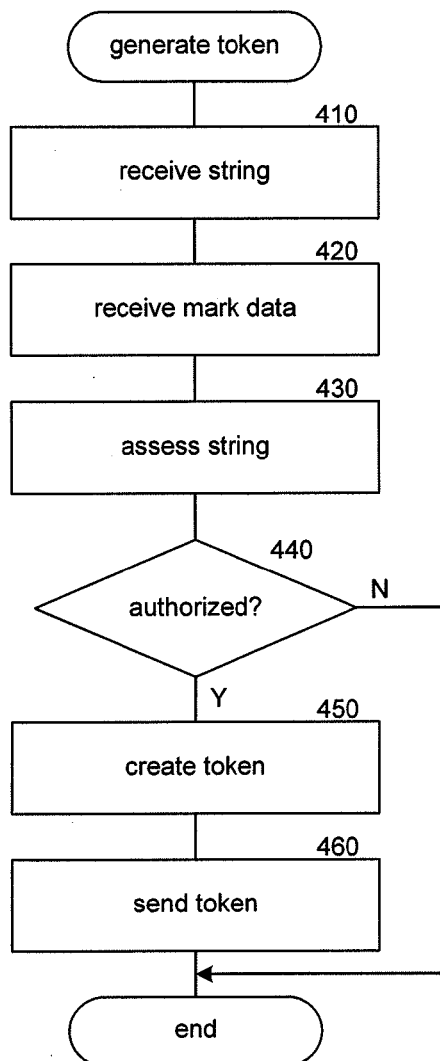 generate token
410
receive string
420
receive mark data
430
assess string
440
authorized?
N
Y
450
create token
460
send token
end